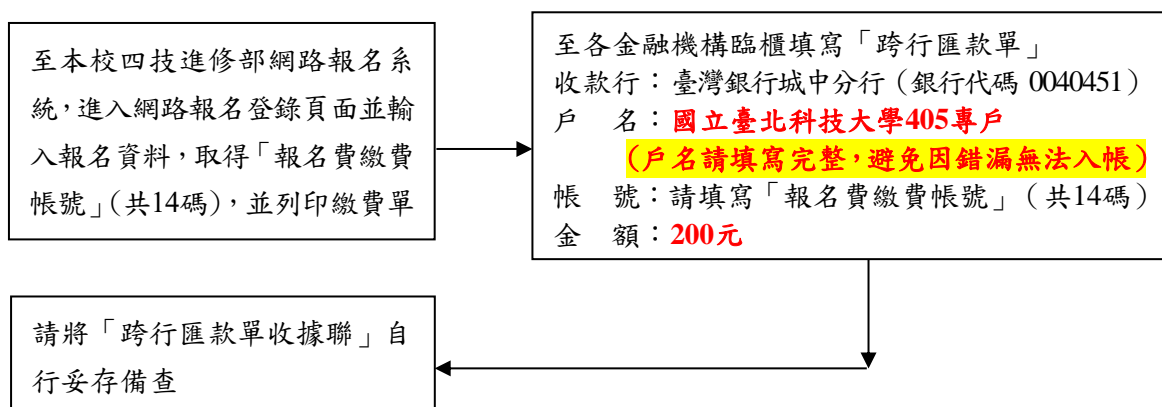 至本校四技進修部網路報名系
統，進入網路報名登錄頁面並輸
入報名資料，取得「報名費繳費
帳號」（共14碼），並列印繳費單
至各金融機構臨櫃填寫「跨行匯款單」
收款行：臺灣銀行城中分行（銀行代碼 0040451）
戶　名：國立臺北科技大學405專戶
（戶名請填寫完整，避免因錯漏無法入帳）
帳　號：請填寫「報名費繳費帳號」（共14碼）
金　額：200元
請將「跨行匯款單收據聯」自
行妥存備查